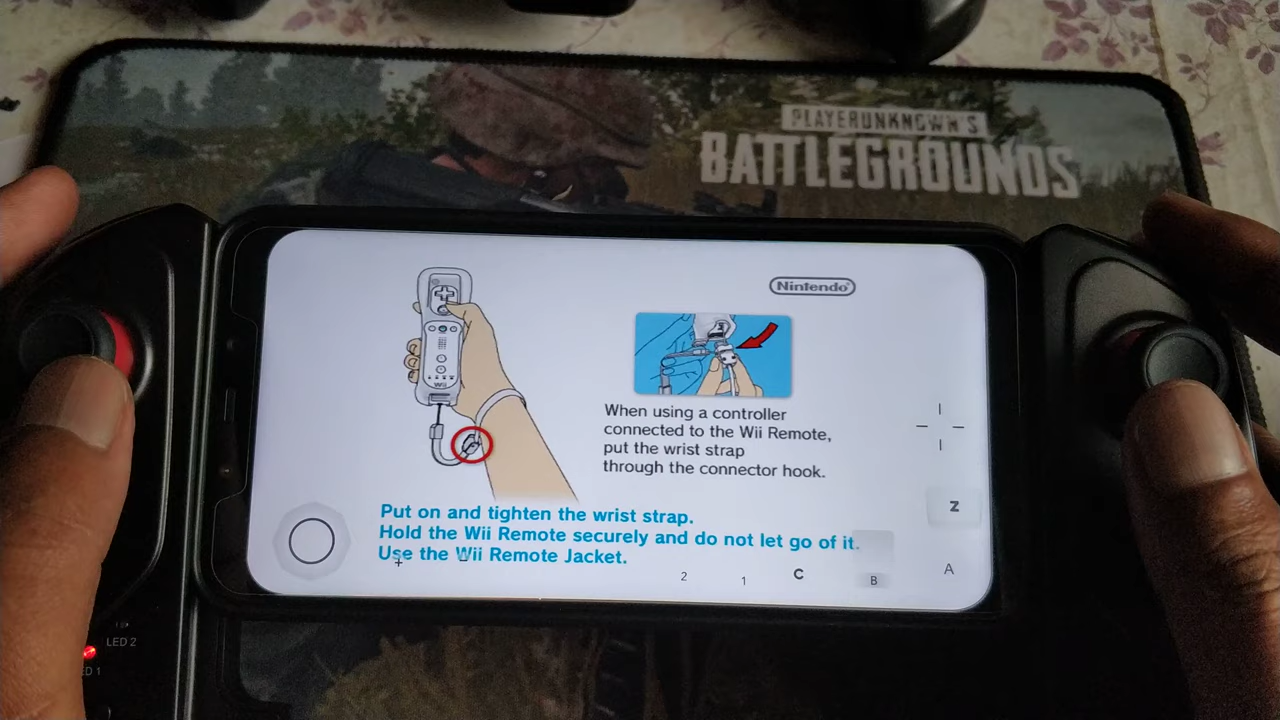 PLAYERUNKNOWN'S
BATTLEGROUNDS
Nintendo
Wii
When using a controller
connected to the Wii Remote,
put the wrist strap
through the connector hook.
Put on and tighten the wrist strap.
Hold the Wii Remote securely and do not let go of it.
Use the Wii Remote Jacket.
Z
A
B
C
1
2
LED 2
D 1